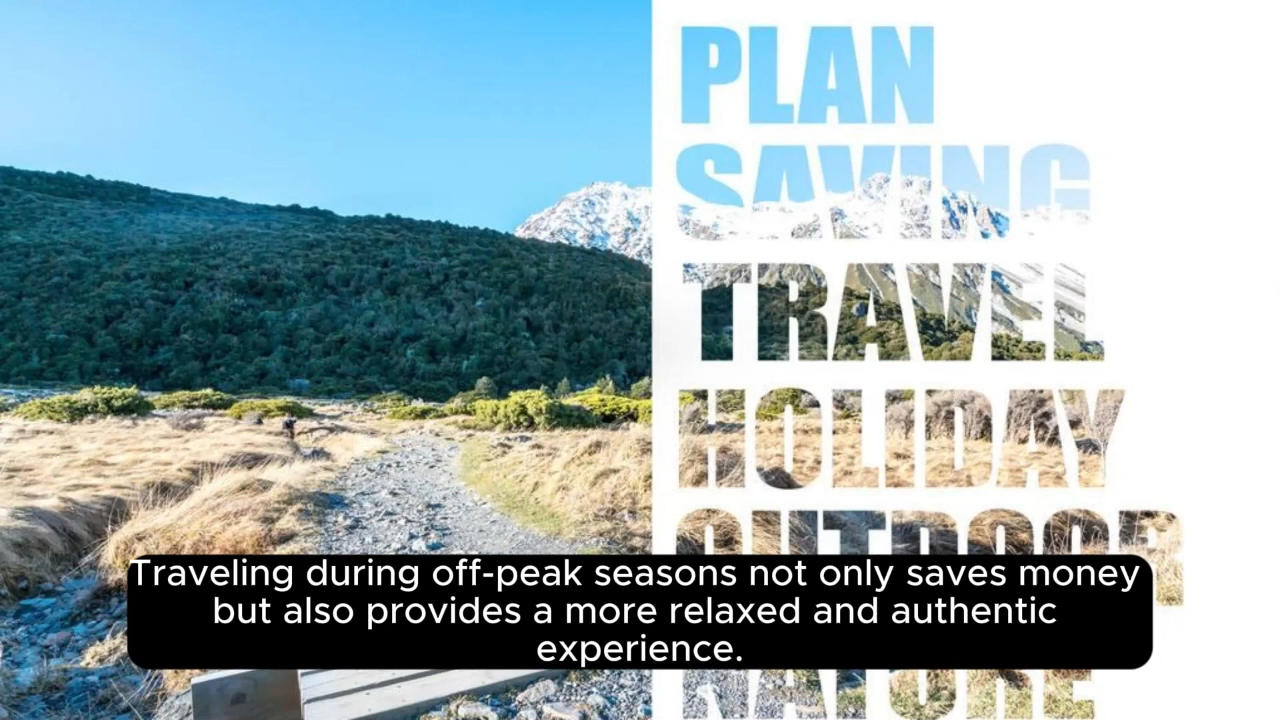 PLAN
SAVING
TRAVEL
HOLIDAY
OUTDOOR
Traveling during off-peak seasons not only saves money
but also provides a more relaxed and authentic
experience.
NATURE